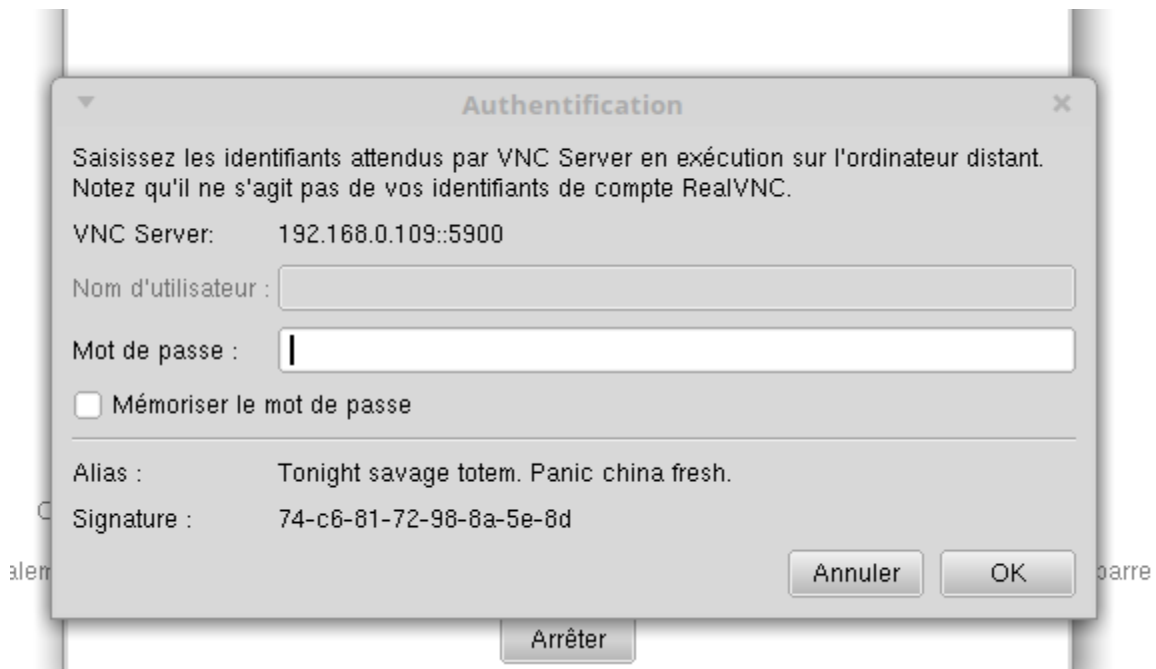 Authentification
Saisissez les identifiants attendus par VNC Server en exécution sur l'ordinateur distant.
Notez qu'il ne s'agit pas de vos identifiants de compte RealVNC.
VNC Server: 192.168.0.109::5900
Nom d'utilisateur :
Mot de passe :
Mémoriser le mot de passe
Alias : Tonight savage totem. Panic china fresh.
Signature : 74-c6-81-72-98-8a-5e-8d
Annuler OK
Arrêter